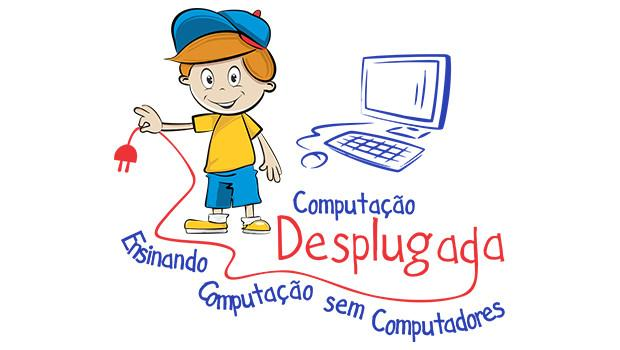 Computação
Desplugada
Ensinando Computação sem Computadores